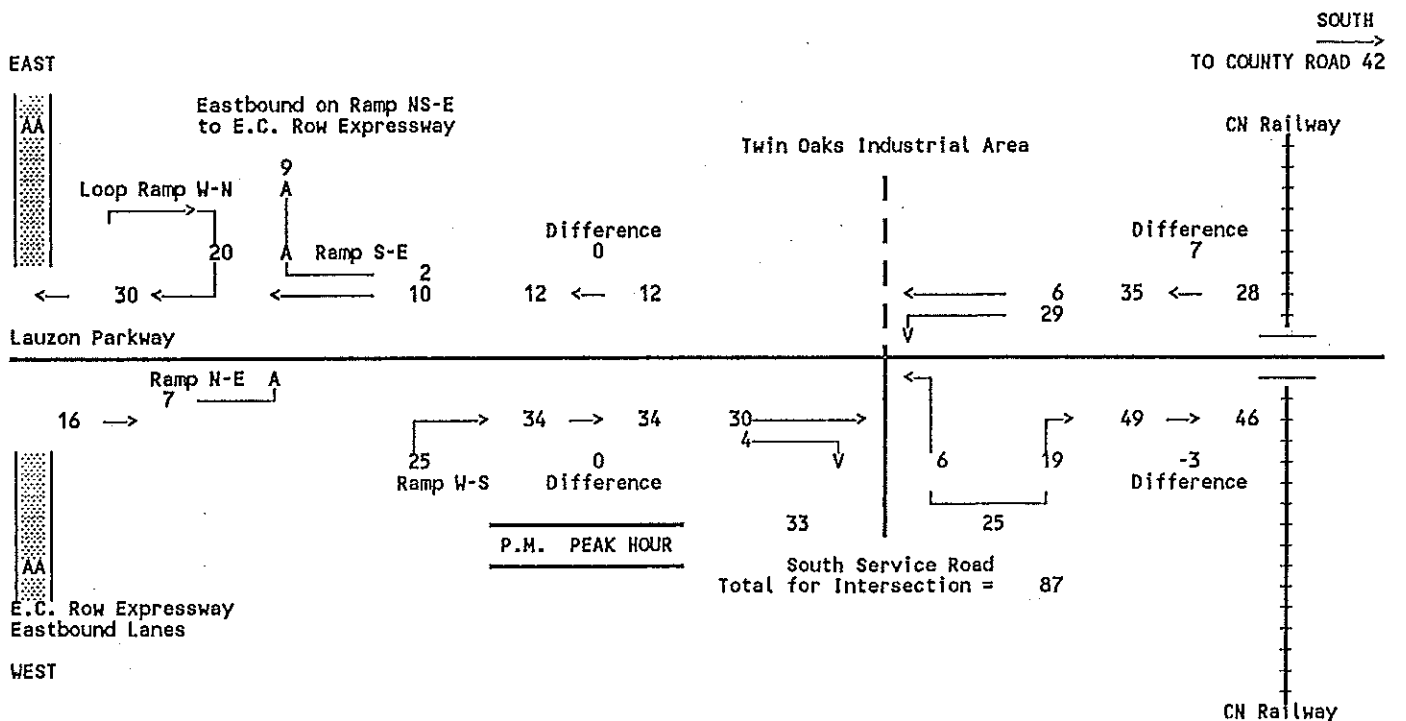 SOUTH
EAST
TO COUNTY ROAD 42
Eastbound on Ramp NS-E
to E.C. Row Expressway
AA
CN Railway
Twin Oaks Industrial Area
9
Loop Ramp W-N
A
Difference
Difference
20
A
Ramp S-E
0
7
2
30
10
12
12
6
35
28
29
V
Lauzon Parkway
Ramp N-E
A
7
16
34
34
30
49
46
4
25
0
V
6
19
-3
Ramp W-S
Difference
Difference
33
25
P.M. PEAK HOUR
South Service Road
AA
Total for Intersection = 87
E.C. Row Expressway
Eastbound Lanes
WEST
CN Railway